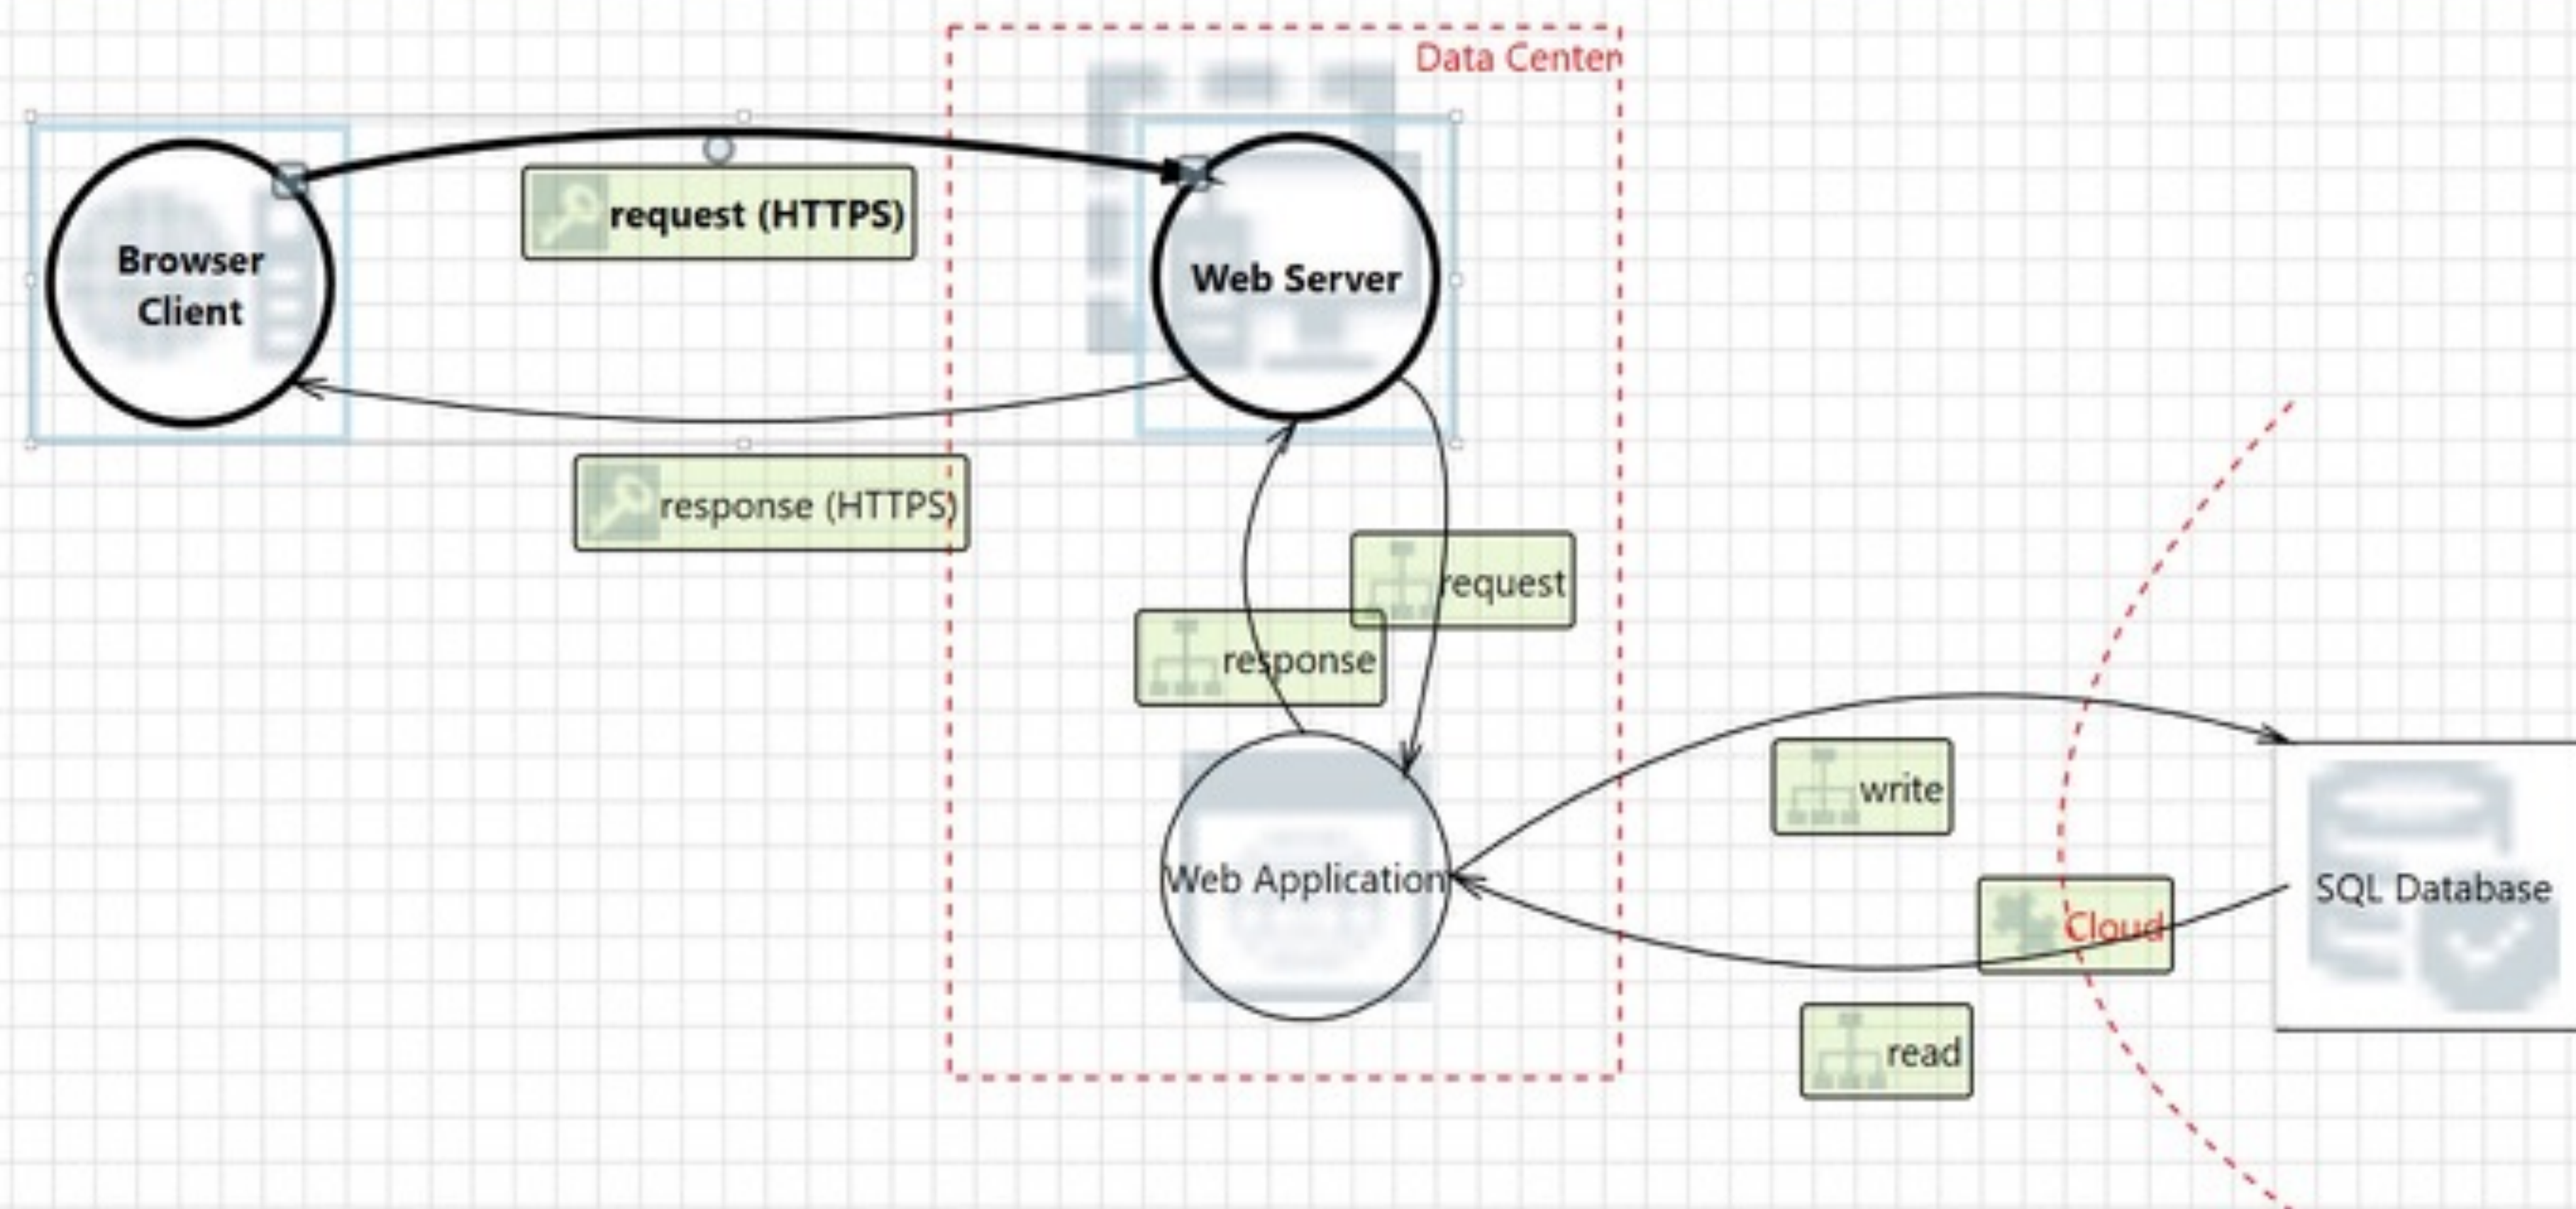 Data Center
request (HTTPS)
Browser
Client
Web Server
response (HTTPS)
request
response
write
Web Application
SQL Database
Cloud
read